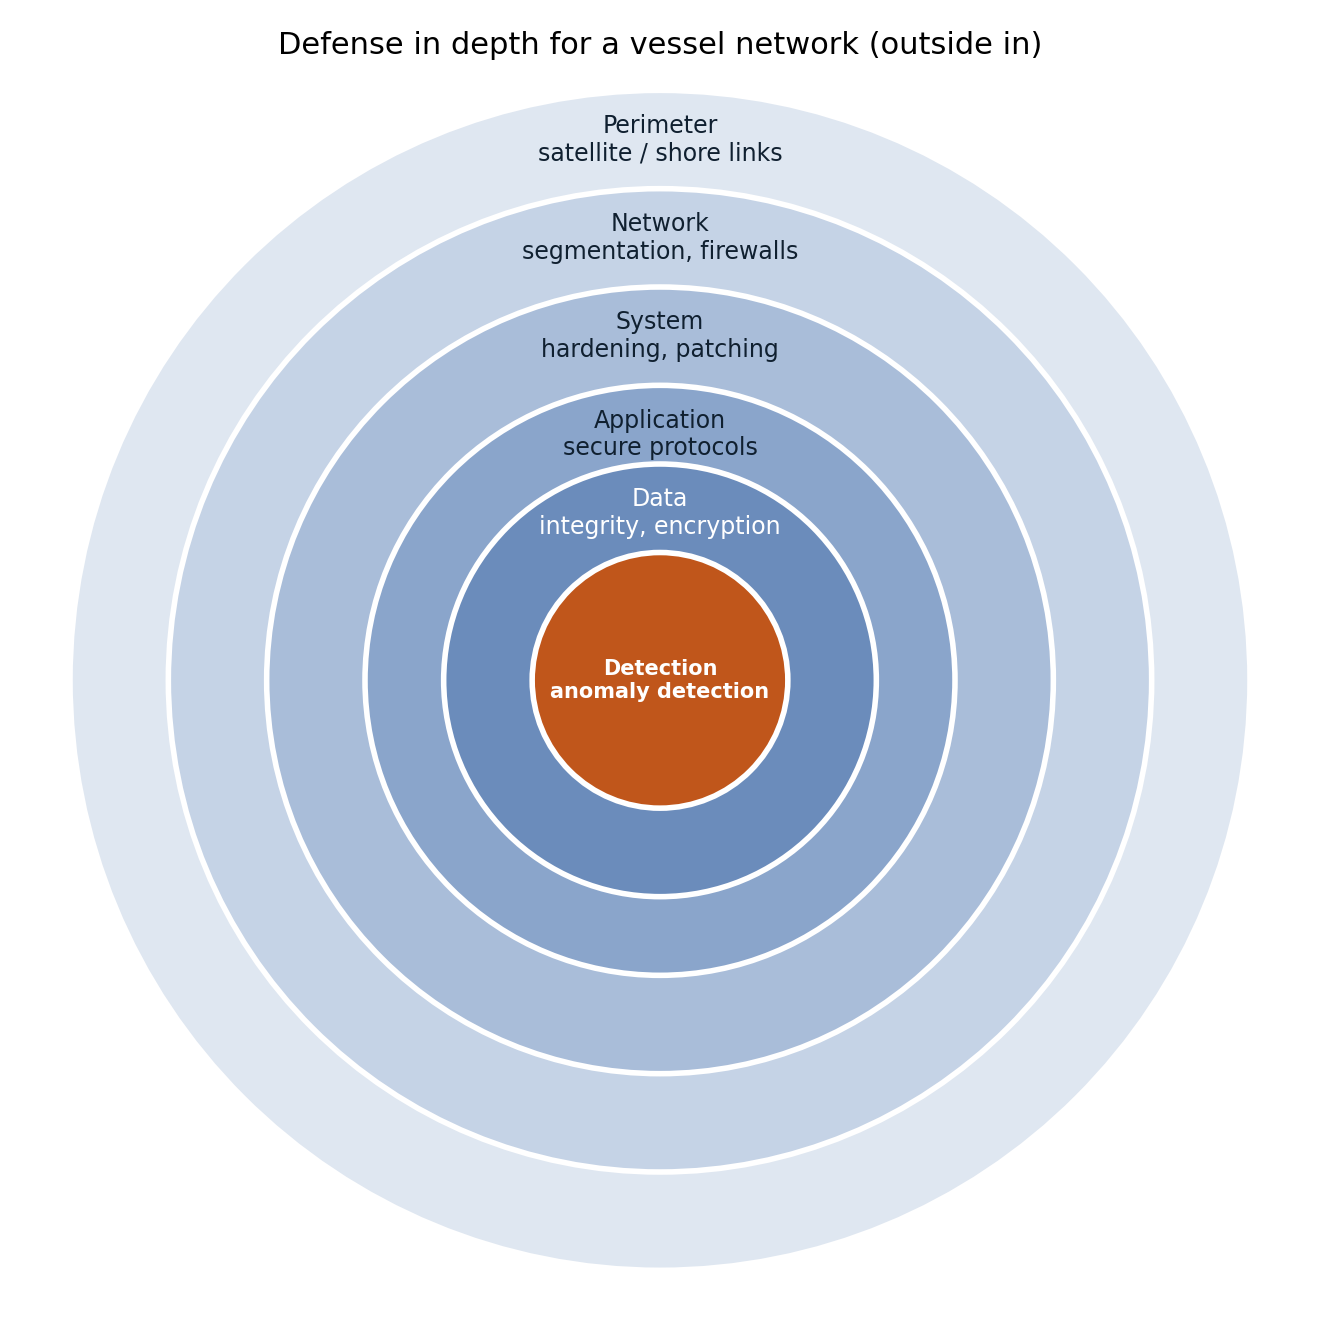 Defense in depth for a vessel network (outside in)
Perimeter
satellite / shore links
Network
segmentation, firewalls
System
hardening, patching
Application
secure protocols
Data
integrity, encryption
Detection
anomaly detection